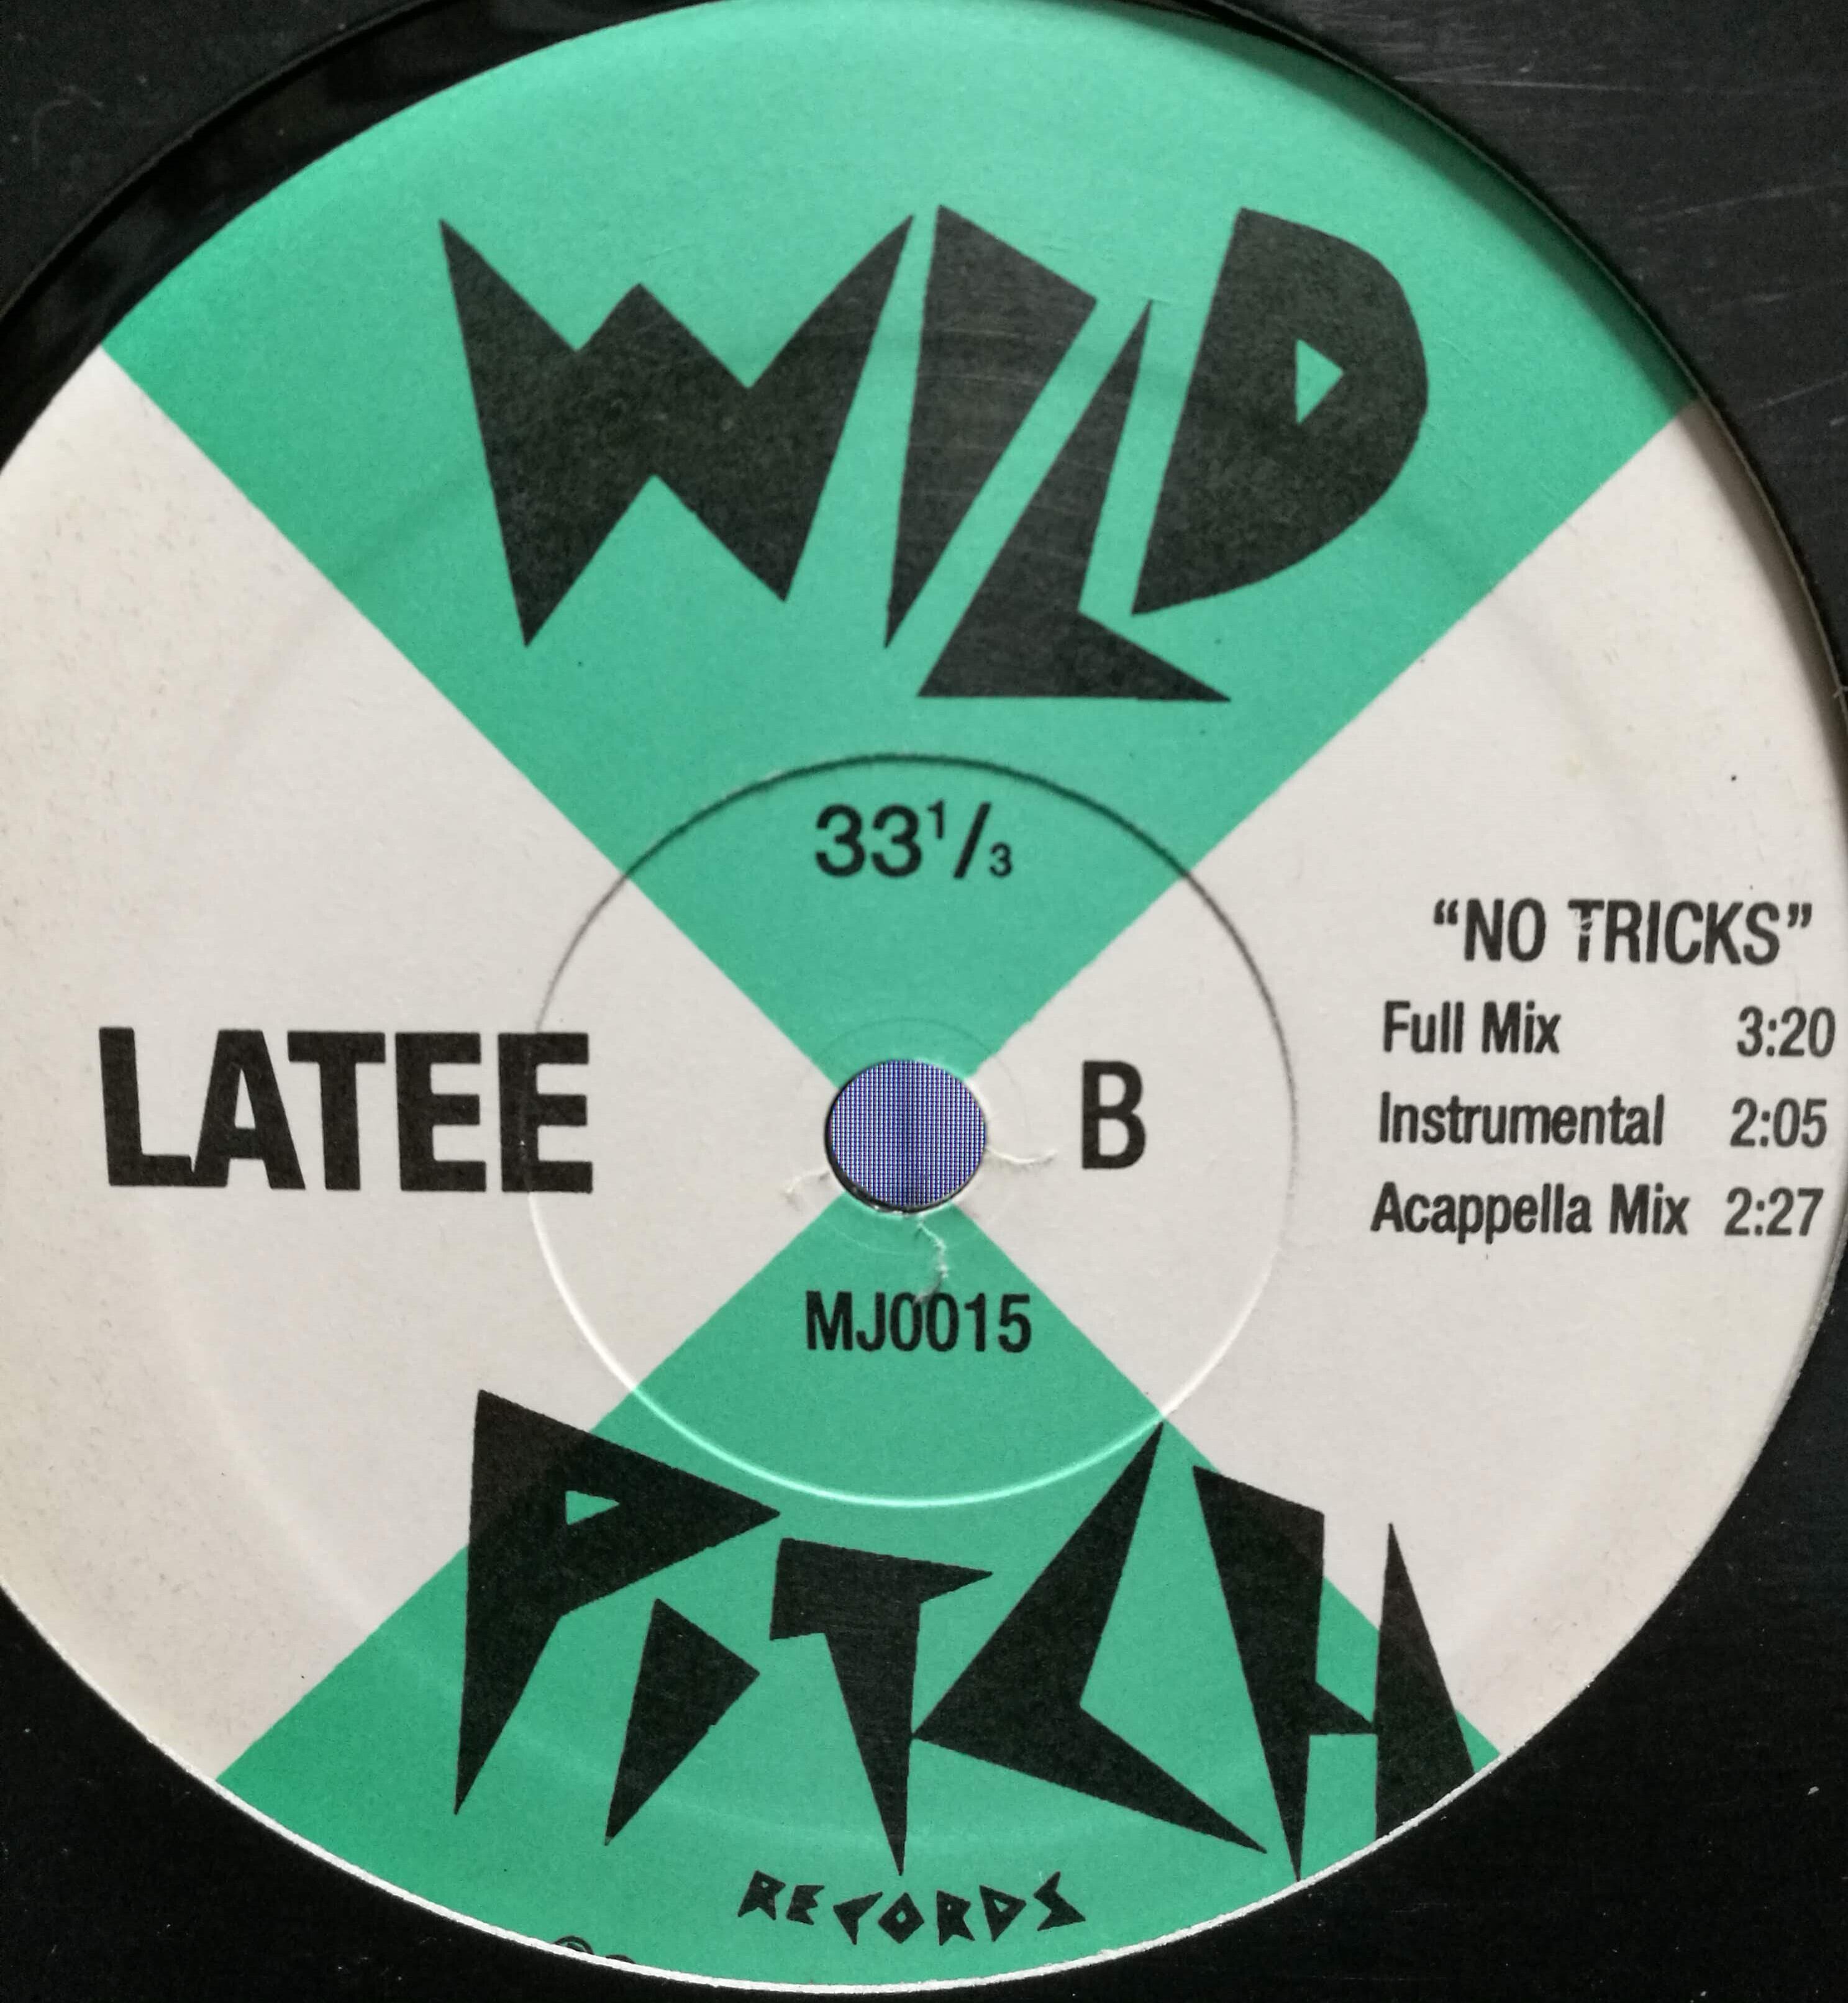 WILD
33 1/3
LATEE
B
"NO TRICKS"
Full Mix 3:20
Instrumental 2:05
Acappella Mix 2:27
MJ0015
PITCH
RECORDS